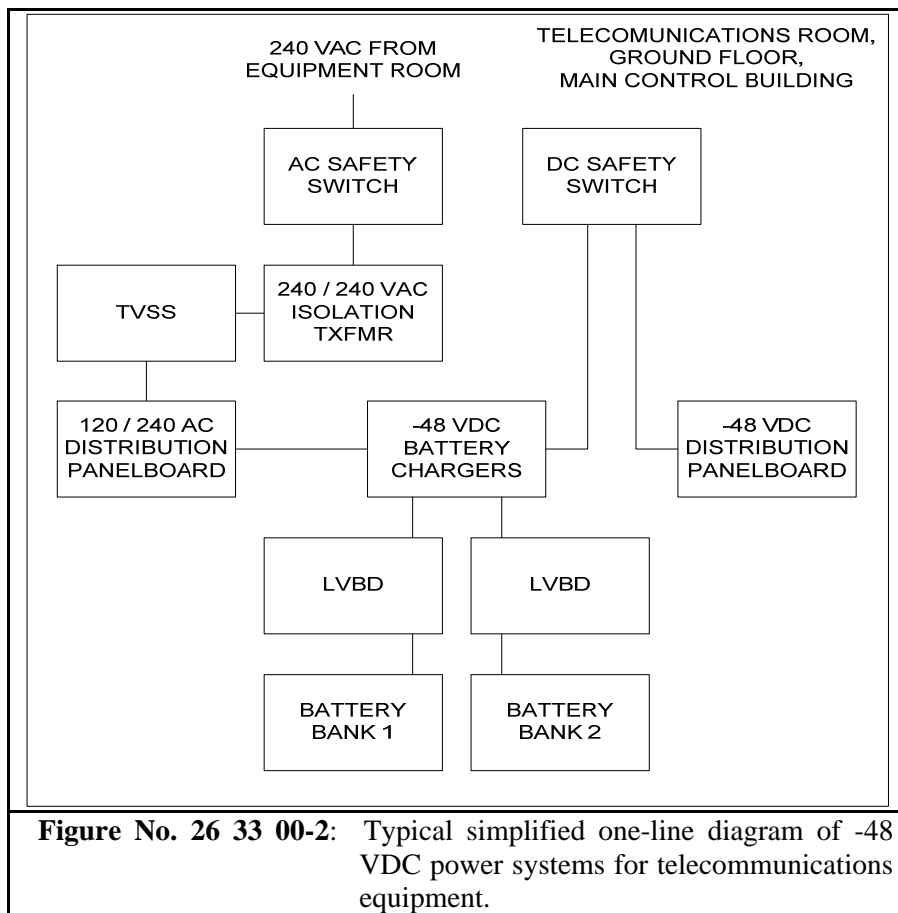 240 VAC FROM
EQUIPMENT ROOM
TELECOMUNICATIONS ROOM,
GROUND FLOOR,
MAIN CONTROL BUILDING
AC SAFETY
SWITCH
DC SAFETY
SWITCH
TVSS
240 / 240 VAC
ISOLATION
TXFMR
120 / 240 AC
DISTRIBUTION
PANELBOARD
-48 VDC
BATTERY
CHARGERS
-48 VDC
DISTRIBUTION
PANELBOARD
LVBD
LVBD
BATTERY
BANK 1
BATTERY
BANK 2
Figure No. 26 33 00-2: Typical simplified one-line diagram of -48
VDC power systems for telecommunications
equipment.